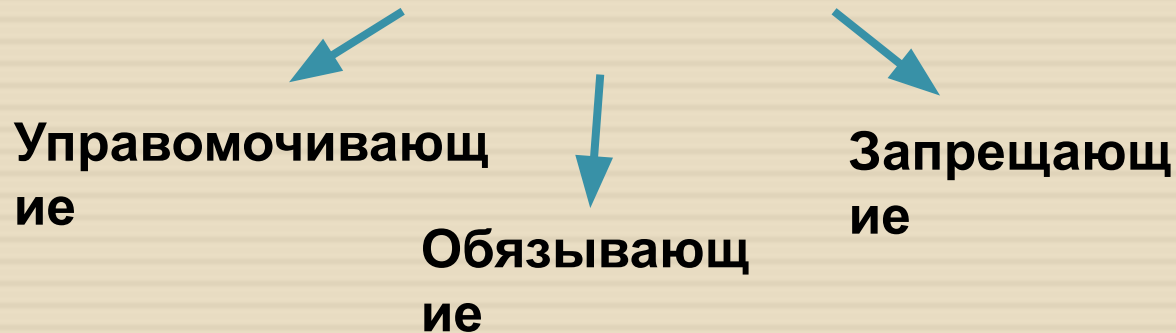 Управомочивающ
ие
Обязывающ
ие
Запрещающ
ие